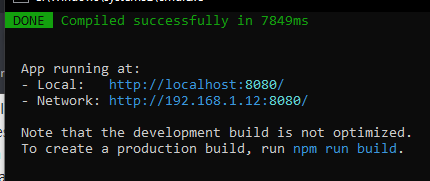 DONE Compiled successfully in 7849ms
App running at:
- Local: http://localhost:8080/
- Network: http://192.168.1.12:8080/
Note that the development build is not optimized.
To create a production build, run npm run build.